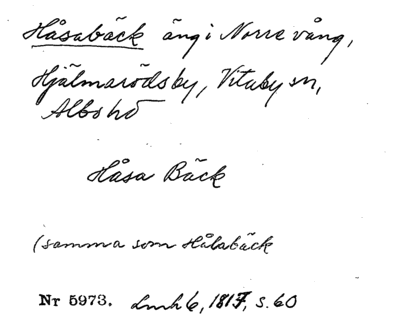 Håsabäck äng i Norre vång,
Hjälmarödsby, Vitaby sn,
Albo hd
Håsa Bäck
(samma som Hålabäck
Nr 5973. Lmh 6, 1817, s. 60